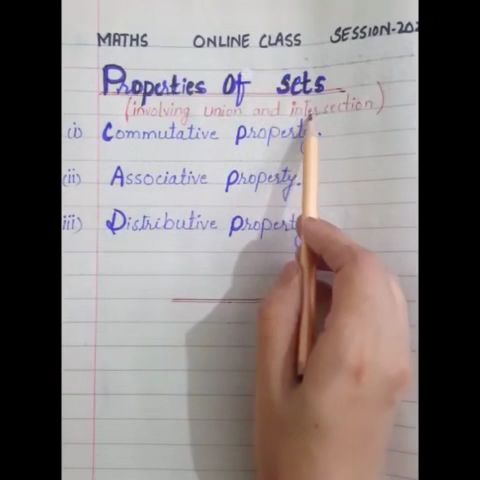 MATHS ONLINE CLASS SESSION-202
Properties Of Sets
(involving union and intersection)
(i) Commutative Property.
(ii) Associative Property.
iii) Distributive Property